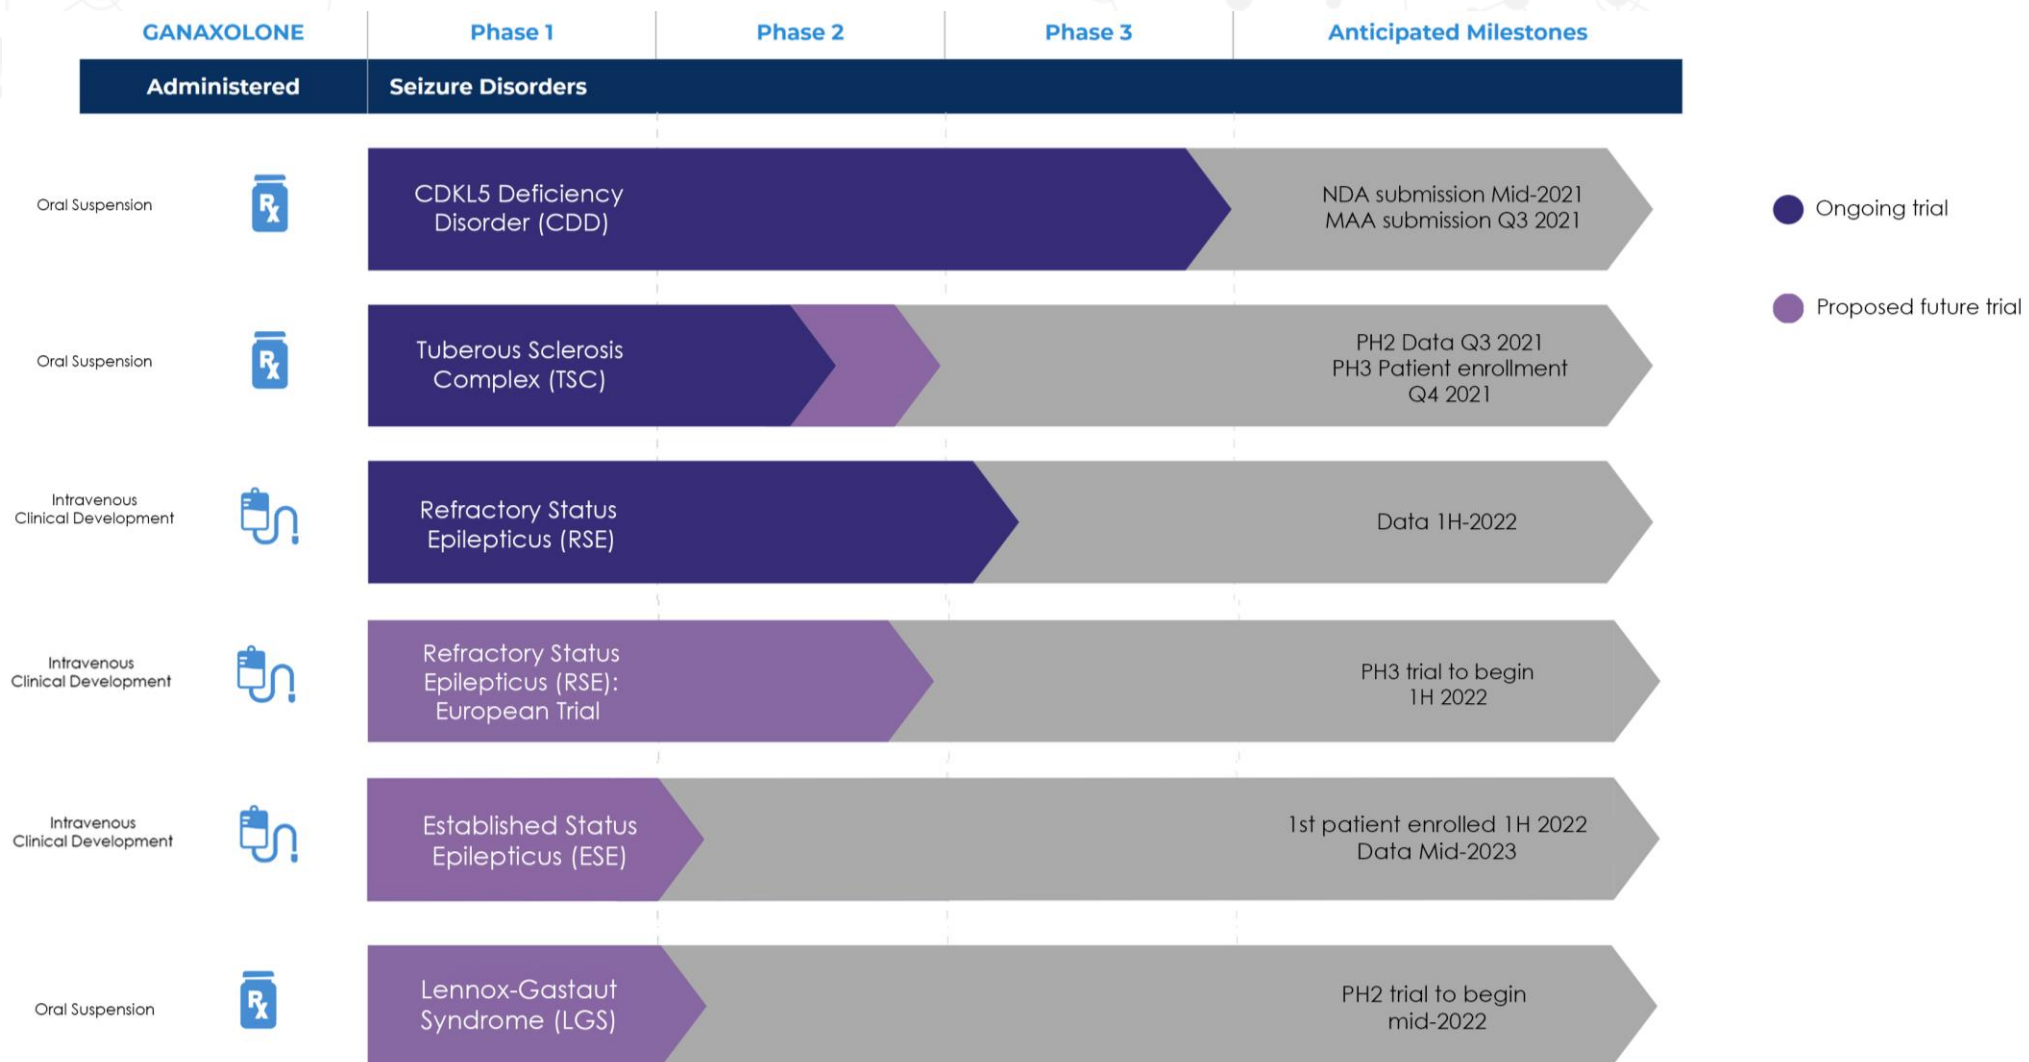 GANAXOLONE
Phase 1
Phase 2
Phase 3
Anticipated Milestones
Administered
Seizure Disorders
Oral Suspension
Rx
CDKL5 Deficiency
Disorder (CDD)
NDA submission Mid-2021
MAA submission Q3 2021
Ongoing trial
Proposed future trial
Oral Suspension
Rx
Tuberous Sclerosis
Complex (TSC)
PH2 Data Q3 2021
PH3 Patient enrollment
Q4 2021
Intravenous
Clinical Development
Refractory Status
Epilepticus (RSE)
Data 1H-2022
Intravenous
Clinical Development
Refractory Status
Epilepticus (RSE):
European Trial
PH3 trial to begin
1H 2022
Intravenous
Clinical Development
Established Status
Epilepticus (ESE)
1st patient enrolled 1H 2022
Data Mid-2023
Oral Suspension
Rx
Lennox-Gastaut
Syndrome (LGS)
PH2 trial to begin
mid-2022